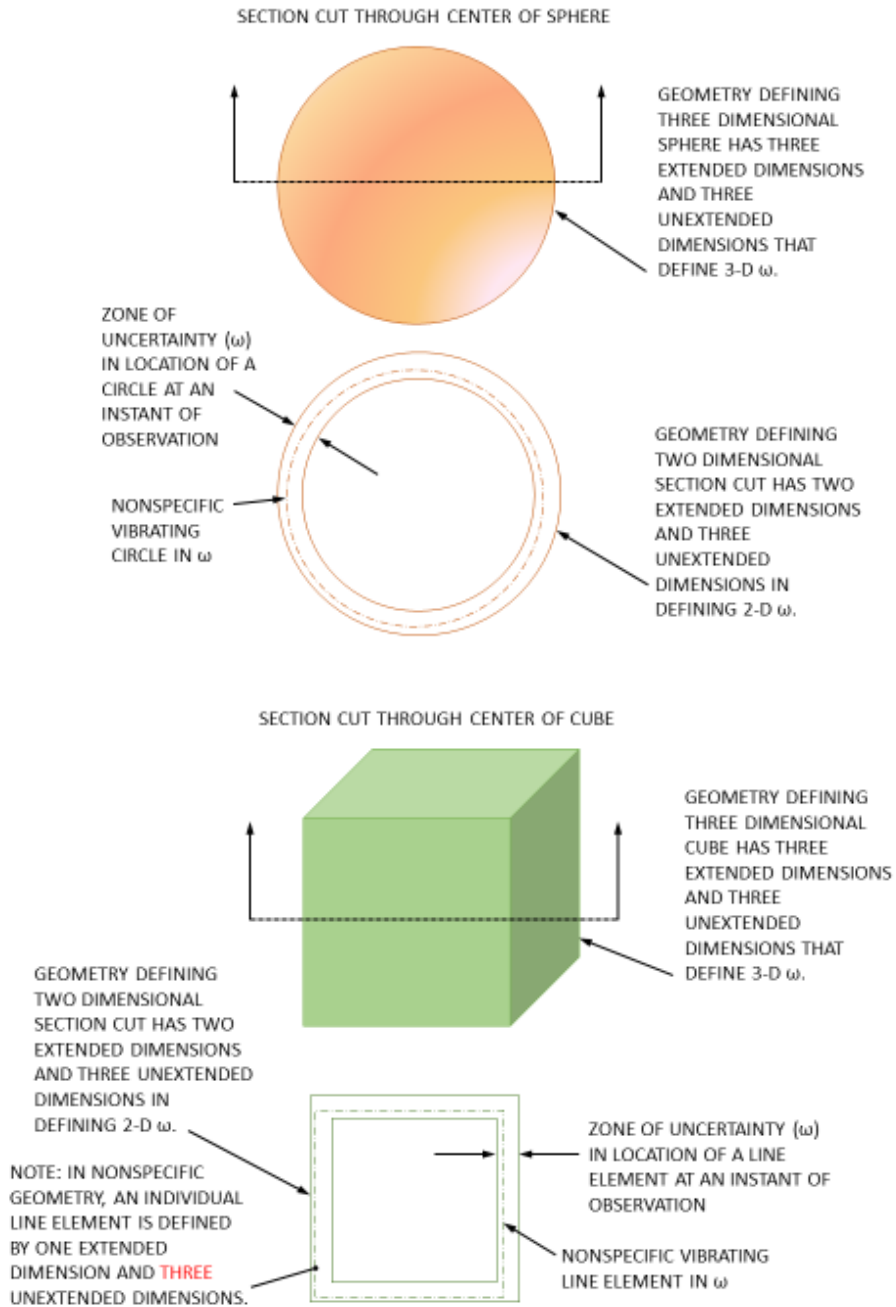 SECTION CUT THROUGH CENTER OF SPHERE
GEOMETRY DEFINING
THREE DIMENSIONAL
SPHERE HAS THREE
EXTENDED DIMENSIONS
AND THREE
UNEXTENDED
DIMENSIONS THAT
DEFINE 3-D ω.
ZONE OF
UNCERTAINTY (ω)
IN LOCATION OF A
CIRCLE AT AN
INSTANT OF
OBSERVATION
NONSPECIFIC
VIBRATING
CIRCLE IN ω
GEOMETRY DEFINING
TWO DIMENSIONAL
SECTION CUT HAS TWO
EXTENDED DIMENSIONS
AND THREE
UNEXTENDED
DIMENSIONS IN
DEFINING 2-D ω.
SECTION CUT THROUGH CENTER OF CUBE
GEOMETRY DEFINING
THREE DIMENSIONAL
CUBE HAS THREE
EXTENDED DIMENSIONS
AND THREE
UNEXTENDED
DIMENSIONS THAT
DEFINE 3-D ω.
GEOMETRY DEFINING
TWO DIMENSIONAL
SECTION CUT HAS TWO
EXTENDED DIMENSIONS
AND THREE UNEXTENDED
DIMENSIONS IN
DEFINING 2-D ω.
NOTE: IN NONSPECIFIC
GEOMETRY, AN INDIVIDUAL
LINE ELEMENT IS DEFINED
BY ONE EXTENDED
DIMENSION AND THREE
UNEXTENDED DIMENSIONS.
ZONE OF UNCERTAINTY (ω)
IN LOCATION OF A LINE
ELEMENT AT AN INSTANT OF
OBSERVATION
NONSPECIFIC VIBRATING
LINE ELEMENT IN ω